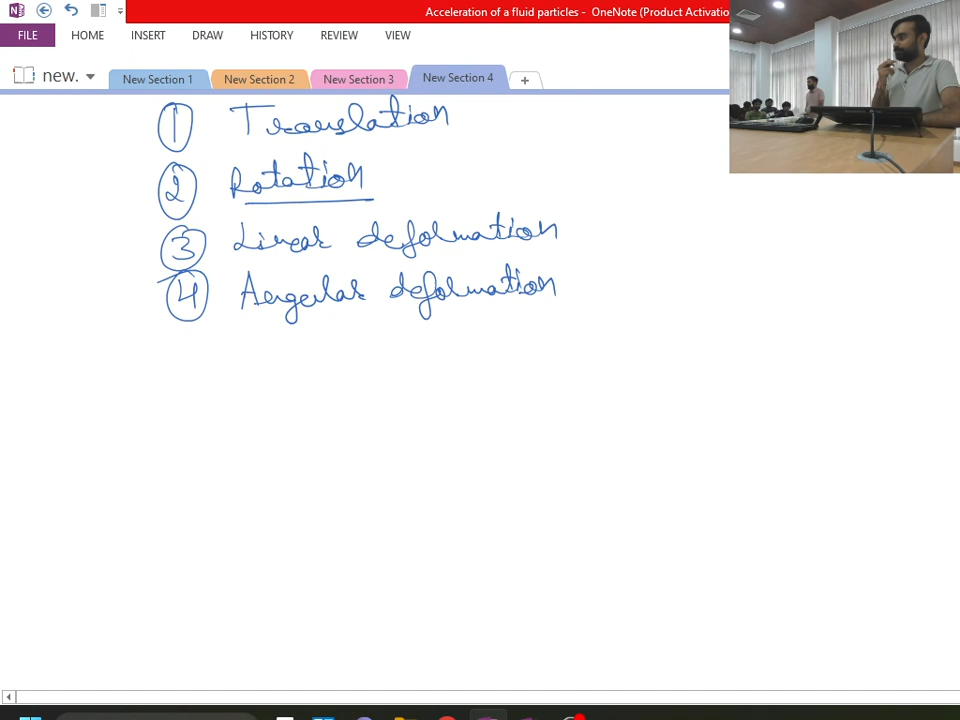 Acceleration of a fluid particles - OneNote (Product Activatio
FILE HOME INSERT DRAW HISTORY REVIEW VIEW
new. New Section 1 New Section 2 New Section 3 New Section 4 +
1 Translation
2 Rotation
3 Linear deformation
4 Angular deformation